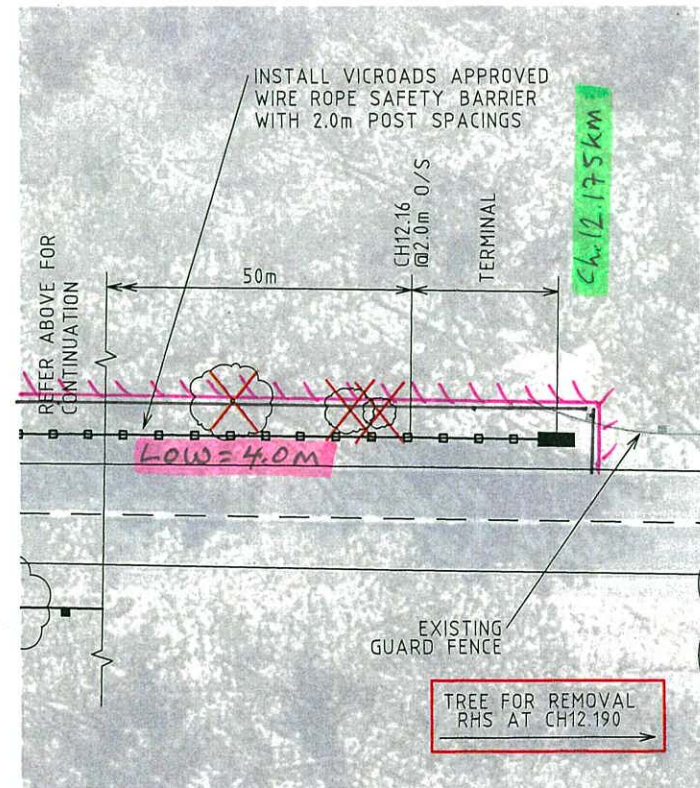 INSTALL VICROADS APPROVED
WIRE ROPE SAFETY BARRIER
WITH 2.0m POST SPACINGS
Ch.12.175km
CH12.16
@2.0m O/S
TERMINAL
REFER ABOVE FOR
CONTINUATION
50m
LOW = 4.0M
EXISTING
GUARD FENCE
TREE FOR REMOVAL
RHS AT CH12.190